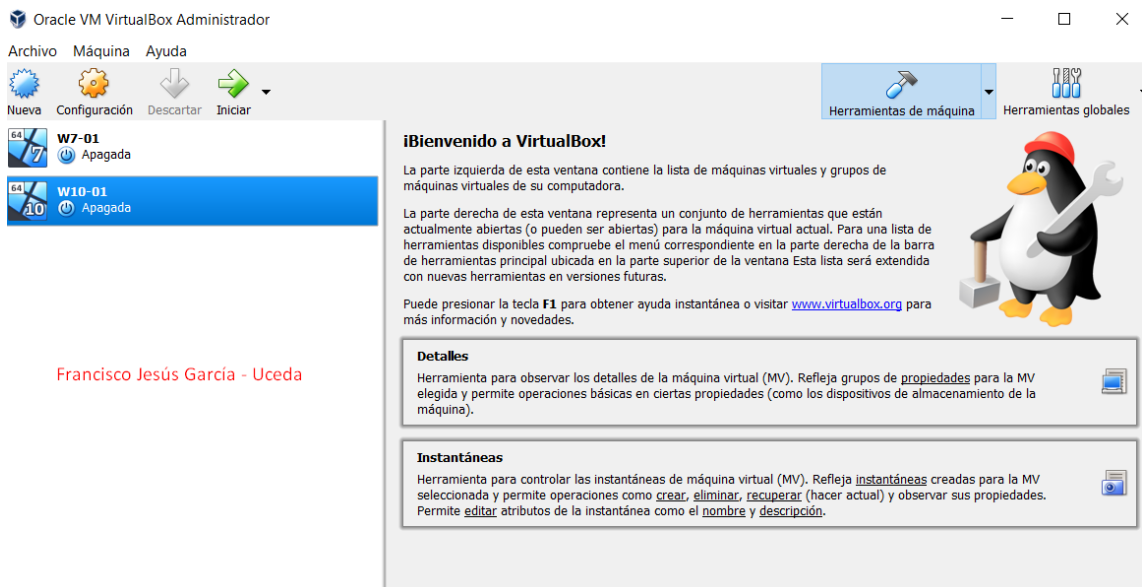 Oracle VM VirtualBox Administrador
Archivo Máquina Ayuda
Nueva Configuración Descartar Iniciar
Herramientas de máquina Herramientas globales
64 7 W7-01
Apagada
64 10 W10-01
Apagada
Francisco Jesús García - Uceda
¡Bienvenido a VirtualBox!
La parte izquierda de esta ventana contiene la lista de máquinas virtuales y grupos de
máquinas virtuales de su computadora.
La parte derecha de esta ventana representa un conjunto de herramientas que están
actualmente abiertas (o pueden ser abiertas) para la máquina virtual actual. Para una lista de
herramientas disponibles compruebe el menú correspondiente en la parte derecha de la barra
de herramientas principal ubicada en la parte superior de la ventana Esta lista será extendida
con nuevas herramientas en versiones futuras.
Puede presionar la tecla F1 para obtener ayuda instantánea o visitar www.virtualbox.org para
más información y novedades.
Detalles
Herramienta para observar los detalles de la máquina virtual (MV). Refleja grupos de propiedades para la MV
elegida y permite operaciones básicas en ciertas propiedades (como los dispositivos de almacenamiento de la
máquina).
Instantáneas
Herramienta para controlar las instantáneas de máquina virtual (MV). Refleja instantáneas creadas para la MV
seleccionada y permite operaciones como crear, eliminar, recuperar (hacer actual) y observar sus propiedades.
Permite editar atributos de la instantánea como el nombre y descripción.